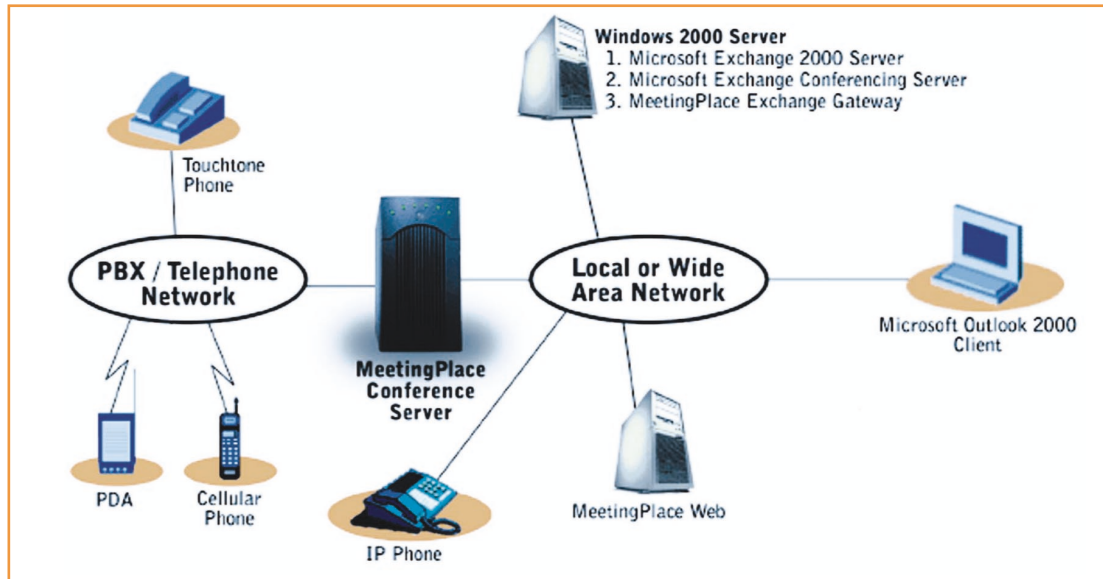 Windows 2000 Server
1. Microsoft Exchange 2000 Server
2. Microsoft Exchange Conferencing Server
3. MeetingPlace Exchange Gateway
Touchtone
Phone
PBX / Telephone
Network
Local or Wide
Area Network
Microsoft Outlook 2000
Client
MeetingPlace
Conference
Server
PDA
Cellular
Phone
IP Phone
MeetingPlace Web